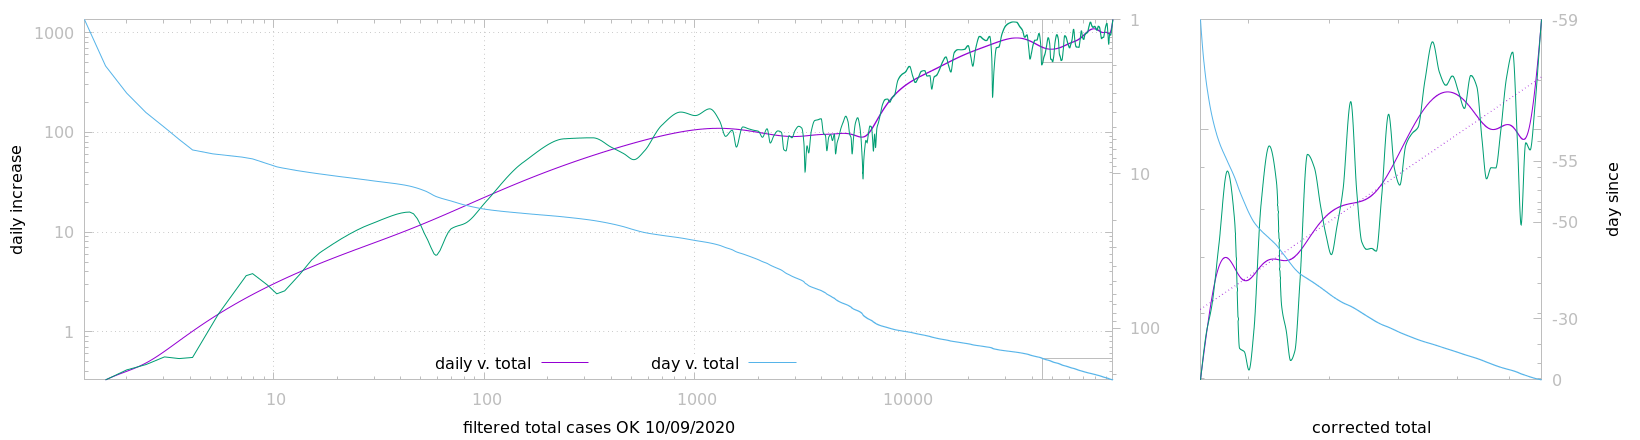 1000
100
10
1
daily increase
10
100
1000
10000
filtered total cases OK 10/09/2020
daily v. total
day v. total
1
10
100
-59
-55
-50
-30
0
day since
corrected total